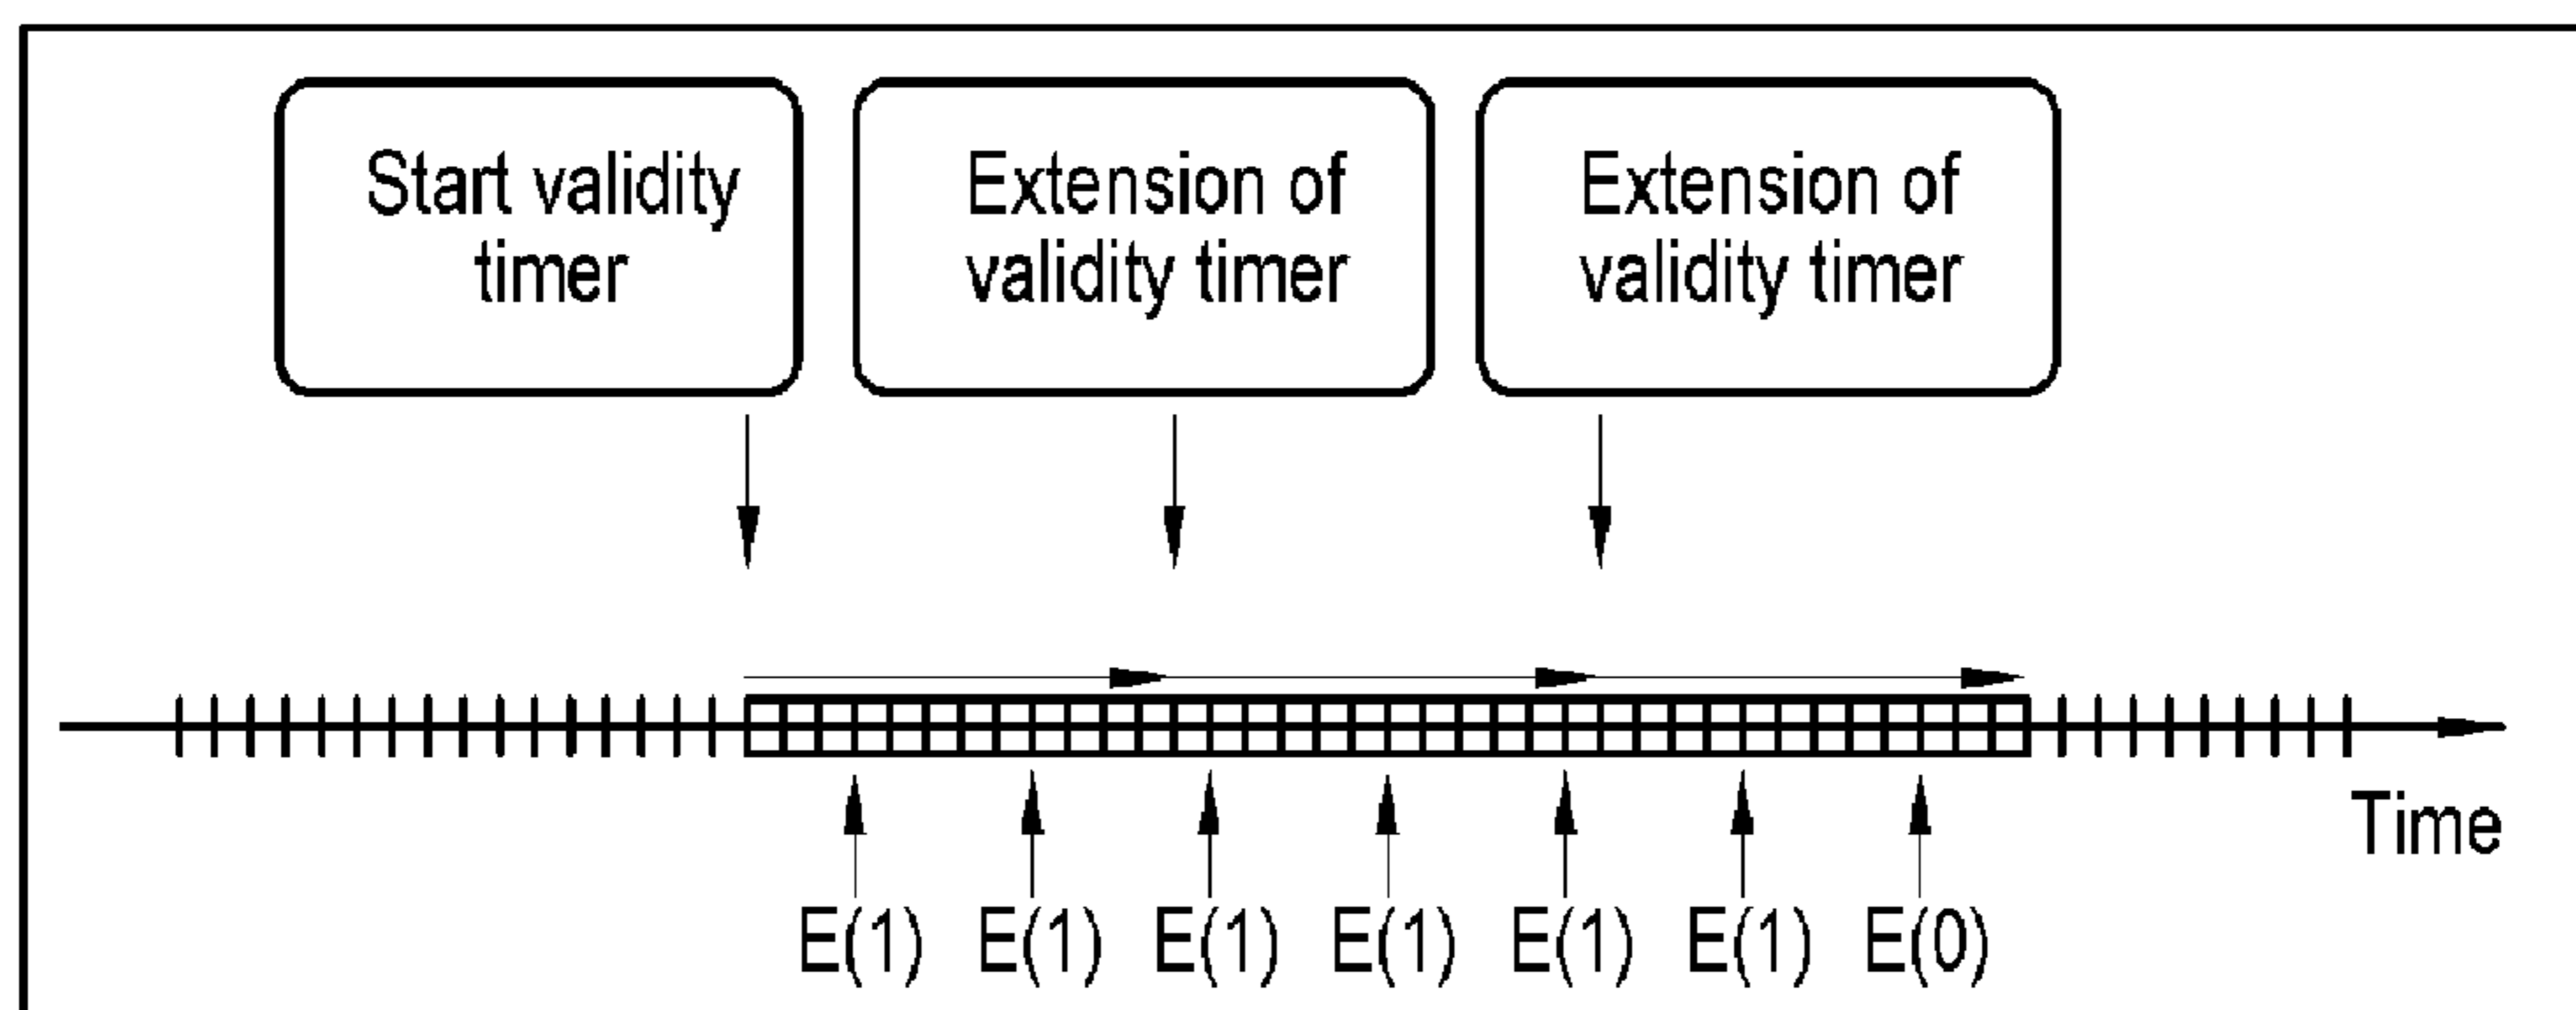 Start validity
timer
Extension of
validity timer
Extension of
validity timer
Time
E(1) E(1) E(1) E(1) E(1) E(1) E(0)